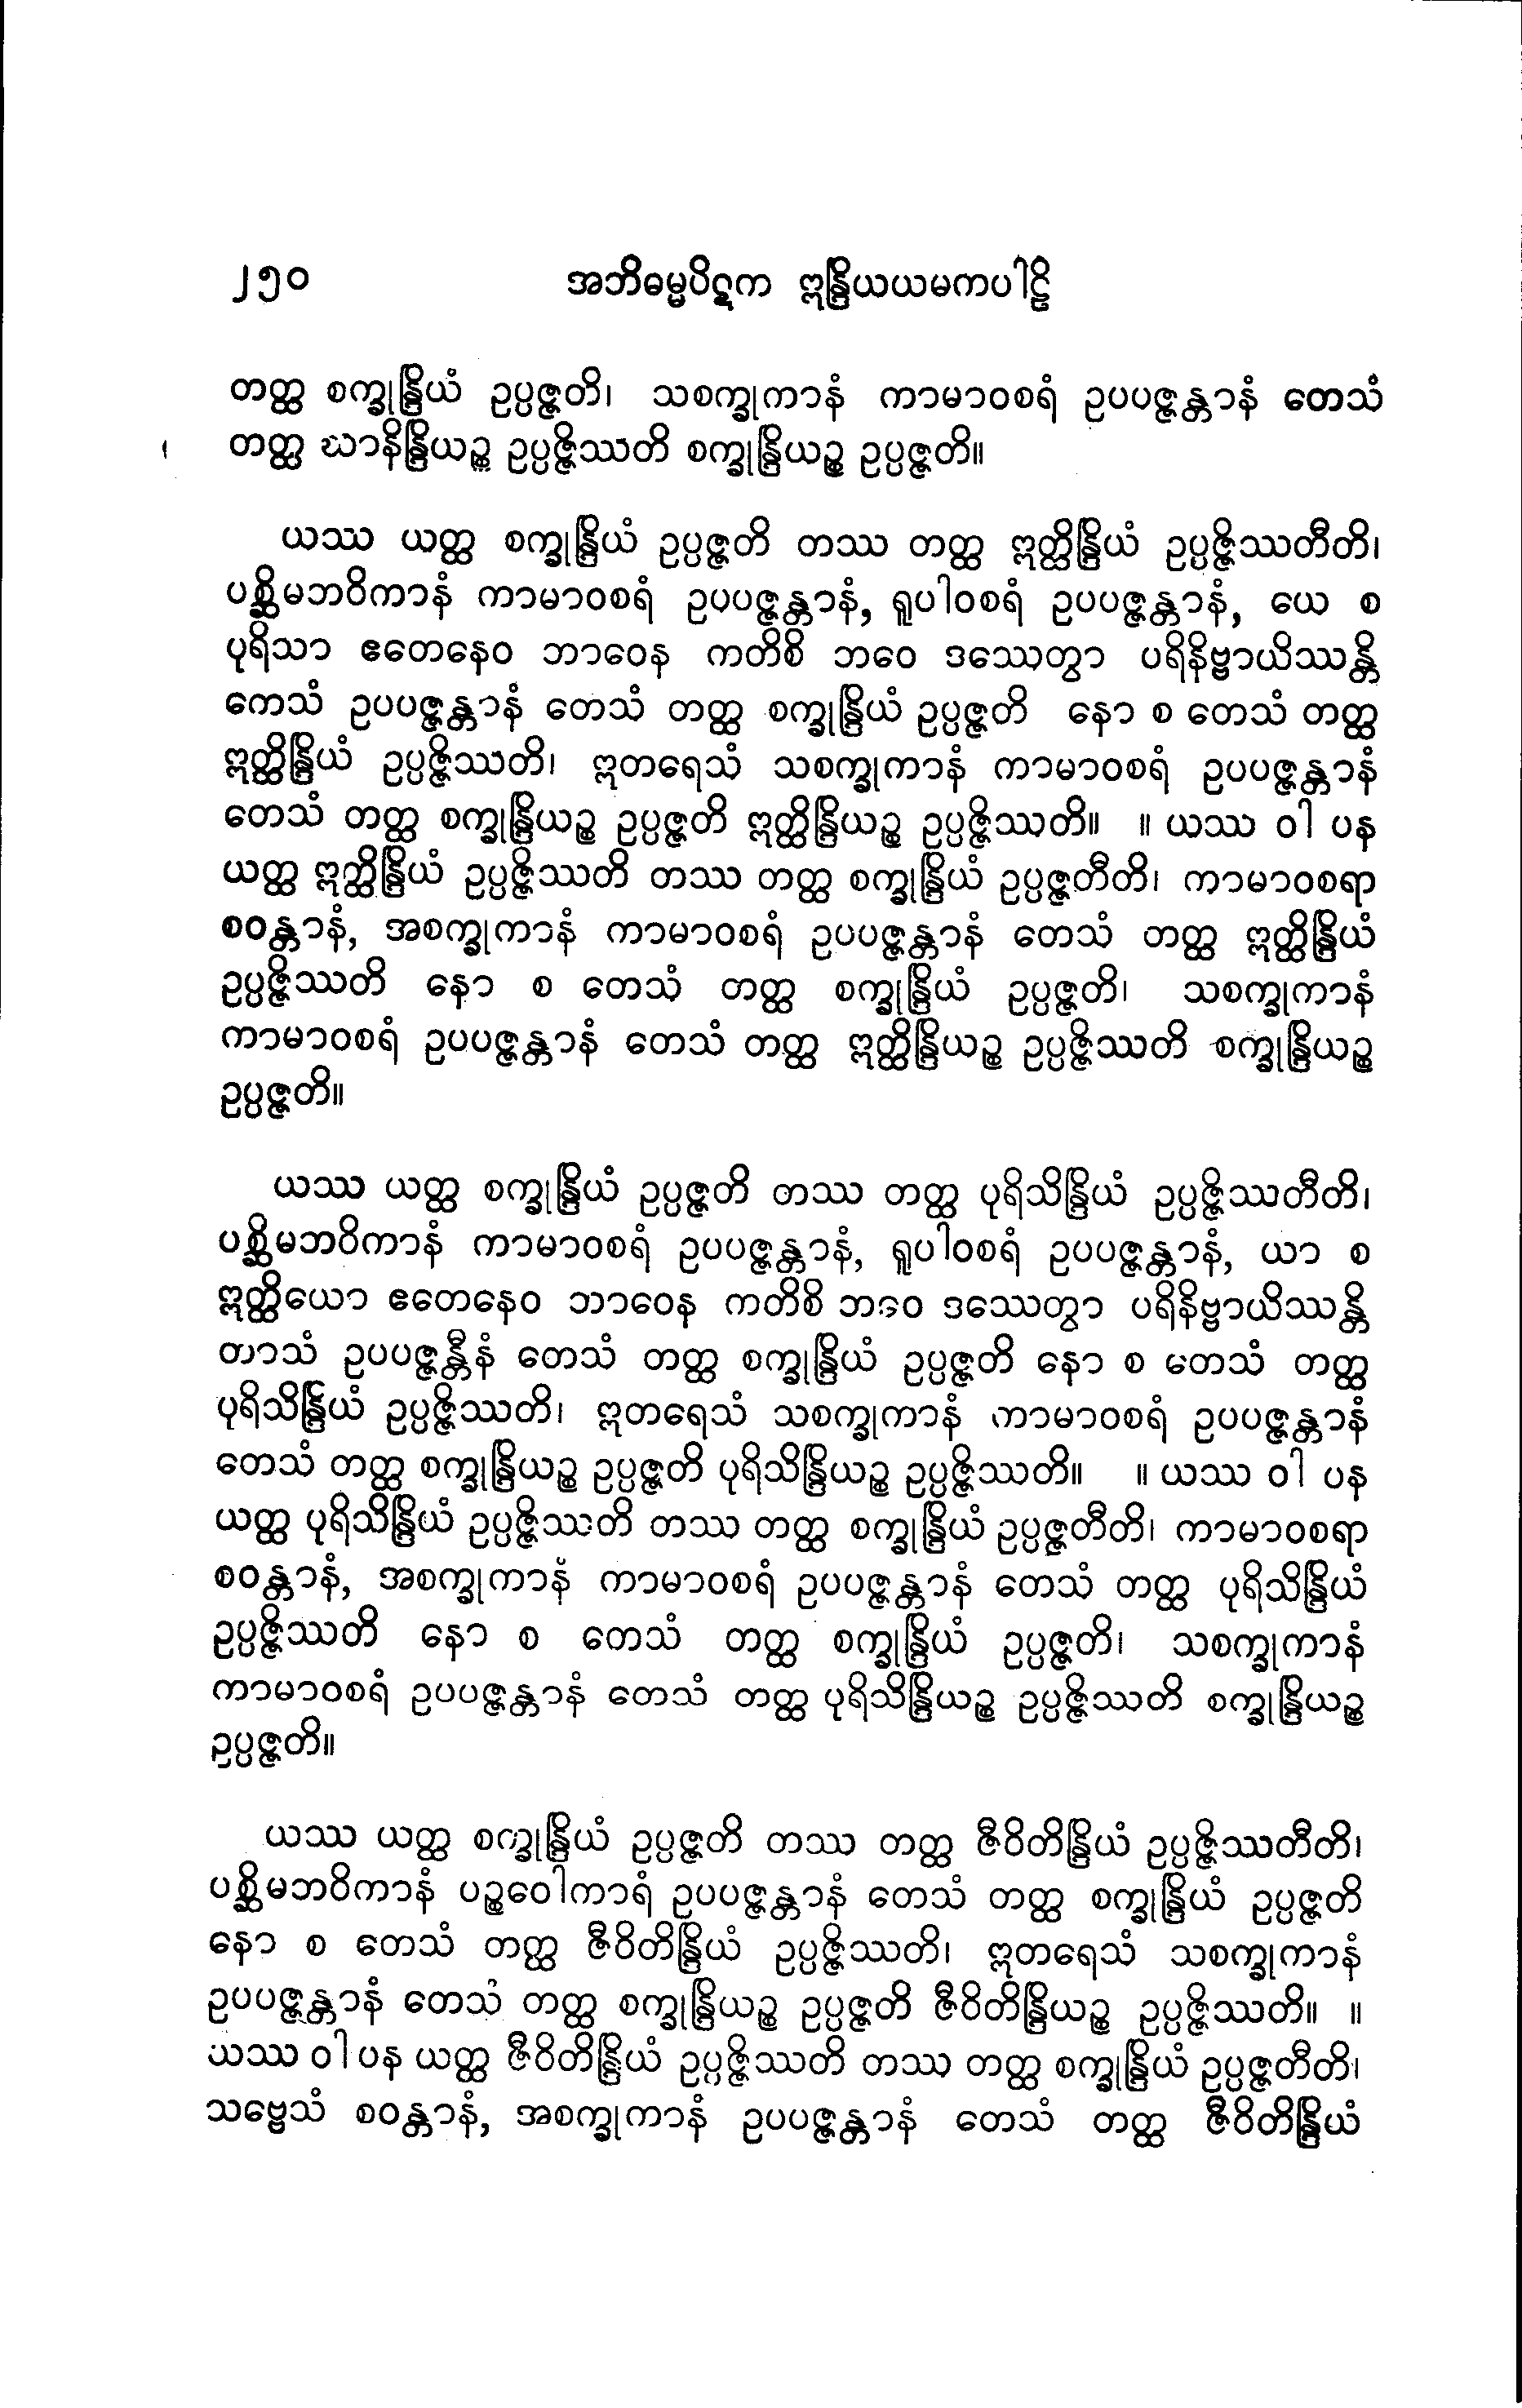 ၂၅၀ အဘိဓမ္မပိဋက ဣန္ဒြိယယမကပါဠိ
တတ္ထ စက္ခုန္ဒြိယံ ဥပ္ပဇ္ဇတိ၊ သစက္ခုကာနံ ကာမာဝစရံ ဥပပဇ္ဇန္တာနံ တေသံ
တတ္ထ ဃာနိန္ဒြိယဉ္စ ဥပ္ပဇ္ဇိဿတိ စက္ခုန္ဒြိယဉ္စ ဥပ္ပဇ္ဇတိ။
ယဿ ယတ္ထ စက္ခုန္ဒြိယံ ဥပ္ပဇ္ဇတိ တဿ တတ္ထ ဣတ္ထိန္ဒြိယံ ဥပ္ပဇ္ဇိဿတီတိ၊
ပစ္ဆိမဘဝိကာနံ ကာမာဝစရံ ဥပပဇ္ဇန္တာနံ, ရူပါဝစရံ ဥပပဇ္ဇန္တာနံ, ယေ စ
ပုရိသာ ဧတေနေဝ ဘာဝေန ကတိစိ ဘဝေ ဒဿေတွာ ပရိနိဗ္ဗာယိဿန္တိ
ကေသံ ဥပပဇ္ဇန္တာနံ တေသံ တတ္ထ စက္ခုန္ဒြိယံ ဥပ္ပဇ္ဇတိ နော စ တေသံ တတ္ထ
ဣတ္ထိန္ဒြိယံ ဥပ္ပဇ္ဇိဿတိ၊ ဣတရေသံ သစက္ခုကာနံ ကာမာဝစရံ ဥပပဇ္ဇန္တာနံ
တေသံ တတ္ထ စက္ခုန္ဒြိယဉ္စ ဥပ္ပဇ္ဇတိ ဣတ္ထိန္ဒြိယဉ္စ ဥပ္ပဇ္ဇိဿတိ။ ။ ယဿ ဝါ ပန
ယတ္ထ ဣတ္ထိန္ဒြိယံ ဥပ္ပဇ္ဇိဿတိ တဿ တတ္ထ စက္ခုန္ဒြိယံ ဥပ္ပဇ္ဇတီတိ၊ ကာမာဝစရာ
စဝန္တာနံ, အစက္ခုကာနံ ကာမာဝစရံ ဥပပဇ္ဇန္တာနံ တေသံ တတ္ထ ဣတ္ထိန္ဒြိယံ
ဥပ္ပဇ္ဇိဿတိ နော စ တေသံ တတ္ထ စက္ခုန္ဒြိယံ ဥပ္ပဇ္ဇတိ၊ သစက္ခုကာနံ
ကာမာဝစရံ ဥပပဇ္ဇန္တာနံ တေသံ တတ္ထ ဣတ္ထိန္ဒြိယဉ္စ ဥပ္ပဇ္ဇိဿတိ စက္ခုန္ဒြိယဉ္စ
ဥပ္ပဇ္ဇတိ။
ယဿ ယတ္ထ စက္ခုန္ဒြိယံ ဥပ္ပဇ္ဇတိ တဿ တတ္ထ ပုရိသိန္ဒြိယံ ဥပ္ပဇ္ဇိဿတီတိ၊
ပစ္ဆိမဘဝိကာနံ ကာမာဝစရံ ဥပပဇ္ဇန္တာနံ, ရူပါဝစရံ ဥပပဇ္ဇန္တာနံ, ယာ စ
ဣတ္ထိယော ဧတေနေဝ ဘာဝေန ကတိစိ ဘဝေ ဒဿေတွာ ပရိနိဗ္ဗာယိဿန္တိ
တာသံ ဥပပဇ္ဇန္တီနံ တေသံ တတ္ထ စက္ခုန္ဒြိယံ ဥပ္ပဇ္ဇတိ နော စ တေသံ တတ္ထ
ပုရိသိန္ဒြိယံ ဥပ္ပဇ္ဇိဿတိ၊ ဣတရေသံ သစက္ခုကာနံ ကာမာဝစရံ ဥပပဇ္ဇန္တာနံ
တေသံ တတ္ထ စက္ခုန္ဒြိယဉ္စ ဥပ္ပဇ္ဇတိ ပုရိသိန္ဒြိယဉ္စ ဥပ္ပဇ္ဇိဿတိ။ ။ ယဿ ဝါ ပန
ယတ္ထ ပုရိသိန္ဒြိယံ ဥပ္ပဇ္ဇိဿတိ တဿ တတ္ထ စက္ခုန္ဒြိယံ ဥပ္ပဇ္ဇတီတိ၊ ကာမာဝစရာ
စဝန္တာနံ, အစက္ခုကာနံ ကာမာဝစရံ ဥပပဇ္ဇန္တာနံ တေသံ တတ္ထ ပုရိသိန္ဒြိယံ
ဥပ္ပဇ္ဇိဿတိ နော စ တေသံ တတ္ထ စက္ခုန္ဒြိယံ ဥပ္ပဇ္ဇတိ၊ သစက္ခုကာနံ
ကာမာဝစရံ ဥပပဇ္ဇန္တာနံ တေသံ တတ္ထ ပုရိသိန္ဒြိယဉ္စ ဥပ္ပဇ္ဇိဿတိ စက္ခုန္ဒြိယဉ္စ
ဥပ္ပဇ္ဇတိ။
ယဿ ယတ္ထ စက္ခုန္ဒြိယံ ဥပ္ပဇ္ဇတိ တဿ တတ္ထ ဇီဝိတိန္ဒြိယံ ဥပ္ပဇ္ဇိဿတီတိ၊
ပစ္ဆိမဘဝိကာနံ ပဉ္စဝေါကာရံ ဥပပဇ္ဇန္တာနံ တေသံ တတ္ထ စက္ခုန္ဒြိယံ ဥပ္ပဇ္ဇတိ
နော စ တေသံ တတ္ထ ဇီဝိတိန္ဒြိယံ ဥပ္ပဇ္ဇိဿတိ၊ ဣတရေသံ သစက္ခုကာနံ
ဥပပဇ္ဇန္တာနံ တေသံ တတ္ထ စက္ခုန္ဒြိယဉ္စ ဥပ္ပဇ္ဇတိ ဇီဝိတိန္ဒြိယဉ္စ ဥပ္ပဇ္ဇိဿတိ။ ။
ယဿ ဝါ ပန ယတ္ထ ဇီဝိတိန္ဒြိယံ ဥပ္ပဇ္ဇိဿတိ တဿ တတ္ထ စက္ခုန္ဒြိယံ ဥပ္ပဇ္ဇတီတိ၊
သဗ္ဗေသံ စဝန္တာနံ, အစက္ခုကာနံ ဥပပဇ္ဇန္တာနံ တေသံ တတ္ထ ဇီဝိတိန္ဒြိယံ